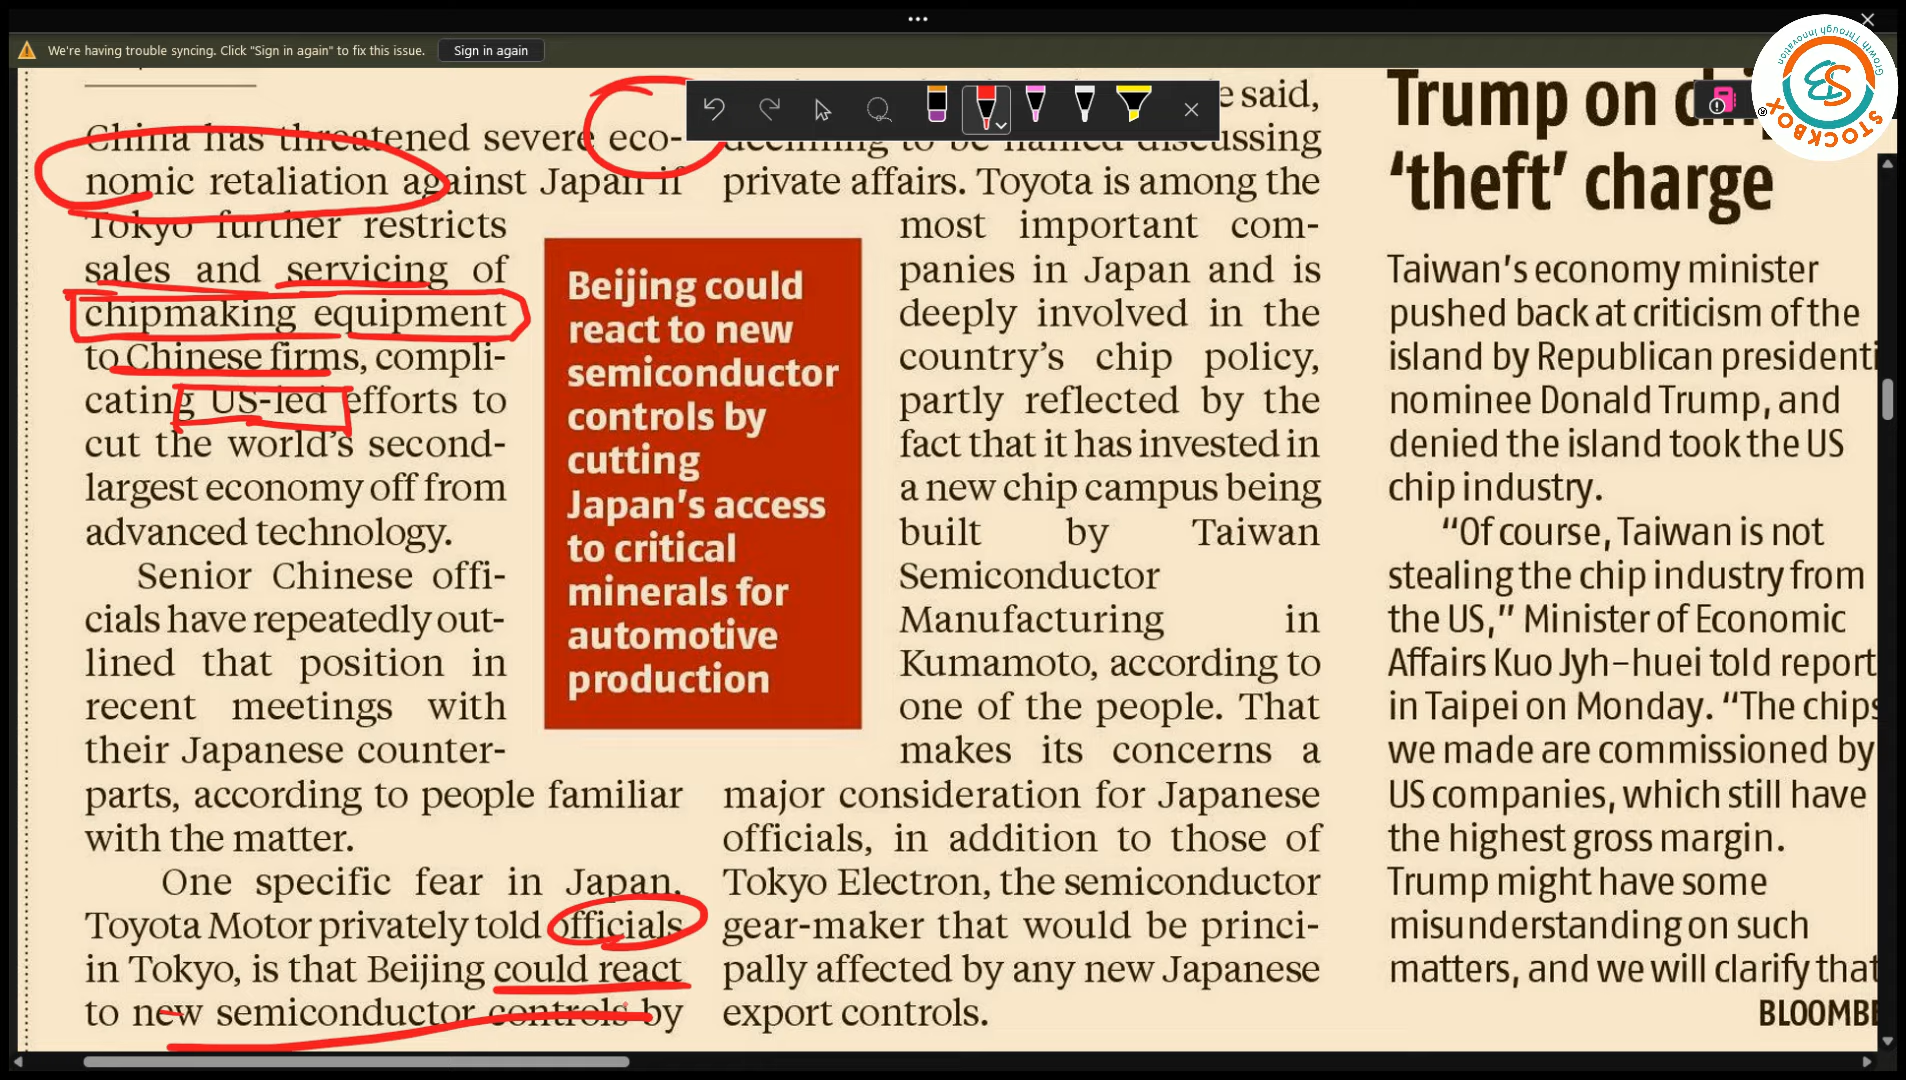 We're having trouble syncing. Click "Sign in again" to fix this issue.
Sign in again
China has threatened severe eco-
nomic retaliation against Japan if
Tokyo further restricts
sales and servicing of
chipmaking equipment
to Chinese firms, compli-
cating US-led efforts to
cut the world's second-
largest economy off from
advanced technology.
Senior Chinese offi-
cials have repeatedly out-
lined that position in
recent meetings with
their Japanese counter-
parts, according to people familiar
with the matter.
One specific fear in Japan,
Toyota Motor privately told officials
in Tokyo, is that Beijing could react
to new semiconductor controls by
Beijing could
react to new
semiconductor
controls by
cutting
Japan's access
to critical
minerals for
automotive
production
said,
declining to be named discussing
private affairs. Toyota is among the
most important com-
panies in Japan and is
deeply involved in the
country's chip policy,
partly reflected by the
fact that it has invested in
a new chip campus being
built by Taiwan
Semiconductor
Manufacturing in
Kumamoto, according to
one of the people. That
makes its concerns a
major consideration for Japanese
officials, in addition to those of
Tokyo Electron, the semiconductor
gear-maker that would be princi-
pally affected by any new Japanese
export controls.
Trump on
'theft' charge
Taiwan's economy minister
pushed back at criticism of the
island by Republican presidenti
nominee Donald Trump, and
denied the island took the US
chip industry.
"Of course, Taiwan is not
stealing the chip industry from
the US," Minister of Economic
Affairs Kuo Jyh-huei told report
in Taipei on Monday. "The chips
we made are commissioned by
US companies, which still have
the highest gross margin.
Trump might have some
misunderstanding on such
matters, and we will clarify that
BLOOMBE
Growth Through Innovation
STOCKBOX
®